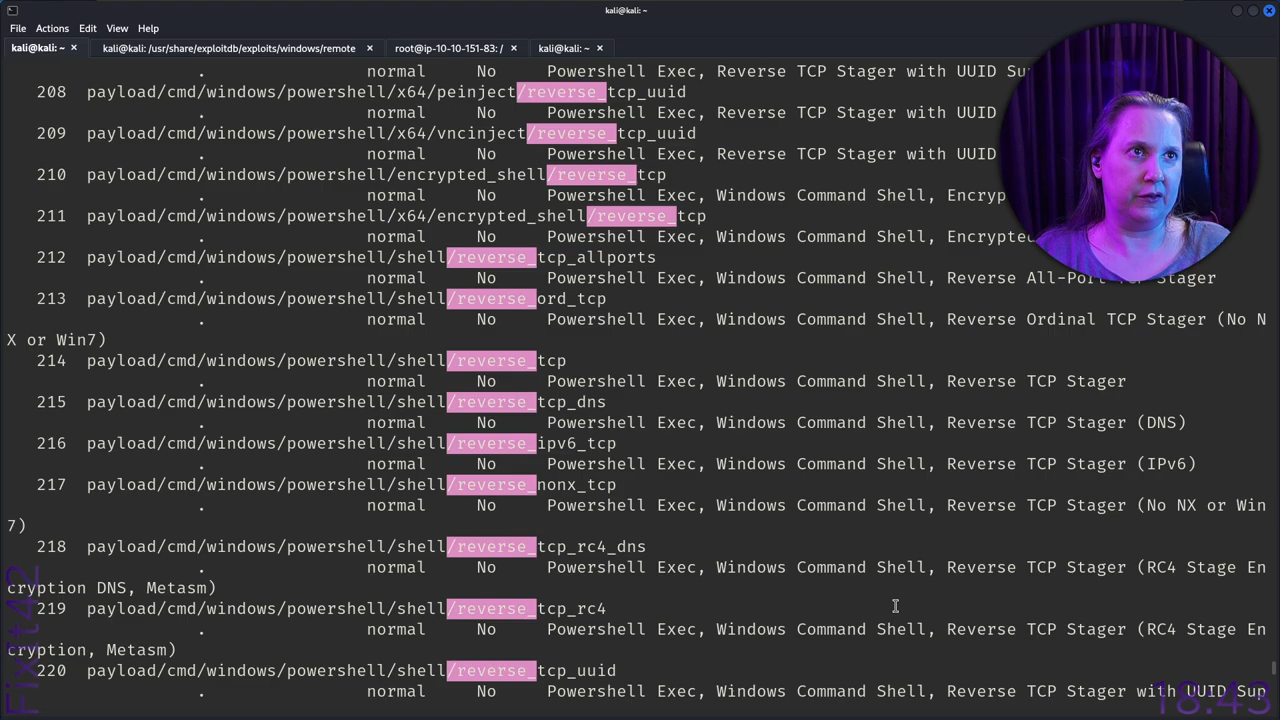 kali@kali: ~
File Actions Edit View Help
kali@kali: ~ × kali@kali: /usr/share/exploitdb/exploits/windows/remote × root@ip-10-10-151-83: / × kali@kali: ~ ×
. normal No Powershell Exec, Reverse TCP Stager with UUID Su
208 payload/cmd/windows/powershell/x64/peinject/reverse_tcp_uuid
. normal No Powershell Exec, Reverse TCP Stager with UUID
209 payload/cmd/windows/powershell/x64/vncinject/reverse_tcp_uuid
. normal No Powershell Exec, Reverse TCP Stager with UUID
210 payload/cmd/windows/powershell/encrypted_shell/reverse_tcp
. normal No Powershell Exec, Windows Command Shell, Encryp
211 payload/cmd/windows/powershell/x64/encrypted_shell/reverse_tcp
. normal No Powershell Exec, Windows Command Shell, Encrypted
212 payload/cmd/windows/powershell/shell/reverse_tcp_allports
. normal No Powershell Exec, Windows Command Shell, Reverse All-Port TCP Stager
213 payload/cmd/windows/powershell/shell/reverse_ord_tcp
. normal No Powershell Exec, Windows Command Shell, Reverse Ordinal TCP Stager (No N
X or Win7)
214 payload/cmd/windows/powershell/shell/reverse_tcp
. normal No Powershell Exec, Windows Command Shell, Reverse TCP Stager
215 payload/cmd/windows/powershell/shell/reverse_tcp_dns
. normal No Powershell Exec, Windows Command Shell, Reverse TCP Stager (DNS)
216 payload/cmd/windows/powershell/shell/reverse_ipv6_tcp
. normal No Powershell Exec, Windows Command Shell, Reverse TCP Stager (IPv6)
217 payload/cmd/windows/powershell/shell/reverse_nonx_tcp
. normal No Powershell Exec, Windows Command Shell, Reverse TCP Stager (No NX or Win
7)
218 payload/cmd/windows/powershell/shell/reverse_tcp_rc4_dns
. normal No Powershell Exec, Windows Command Shell, Reverse TCP Stager (RC4 Stage En
cryption DNS, Metasm)
219 payload/cmd/windows/powershell/shell/reverse_tcp_rc4
. normal No Powershell Exec, Windows Command Shell, Reverse TCP Stager (RC4 Stage En
cryption, Metasm)
220 payload/cmd/windows/powershell/shell/reverse_tcp_uuid
. normal No Powershell Exec, Windows Command Shell, Reverse TCP Stager with UUID Sup
Fixit42
18:43